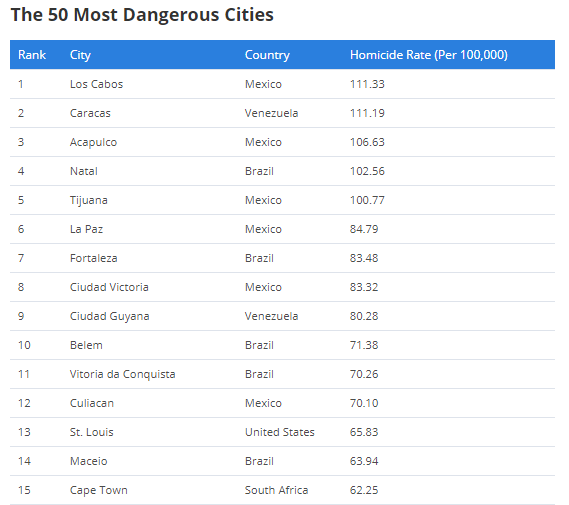 The 50 Most Dangerous Cities
Rank City Country Homicide Rate (Per 100,000)
1 Los Cabos Mexico 111.33
2 Caracas Venezuela 111.19
3 Acapulco Mexico 106.63
4 Natal Brazil 102.56
5 Tijuana Mexico 100.77
6 La Paz Mexico 84.79
7 Fortaleza Brazil 83.48
8 Ciudad Victoria Mexico 83.32
9 Ciudad Guyana Venezuela 80.28
10 Belem Brazil 71.38
11 Vitoria da Conquista Brazil 70.26
12 Culiacan Mexico 70.10
13 St. Louis United States 65.83
14 Maceio Brazil 63.94
15 Cape Town South Africa 62.25